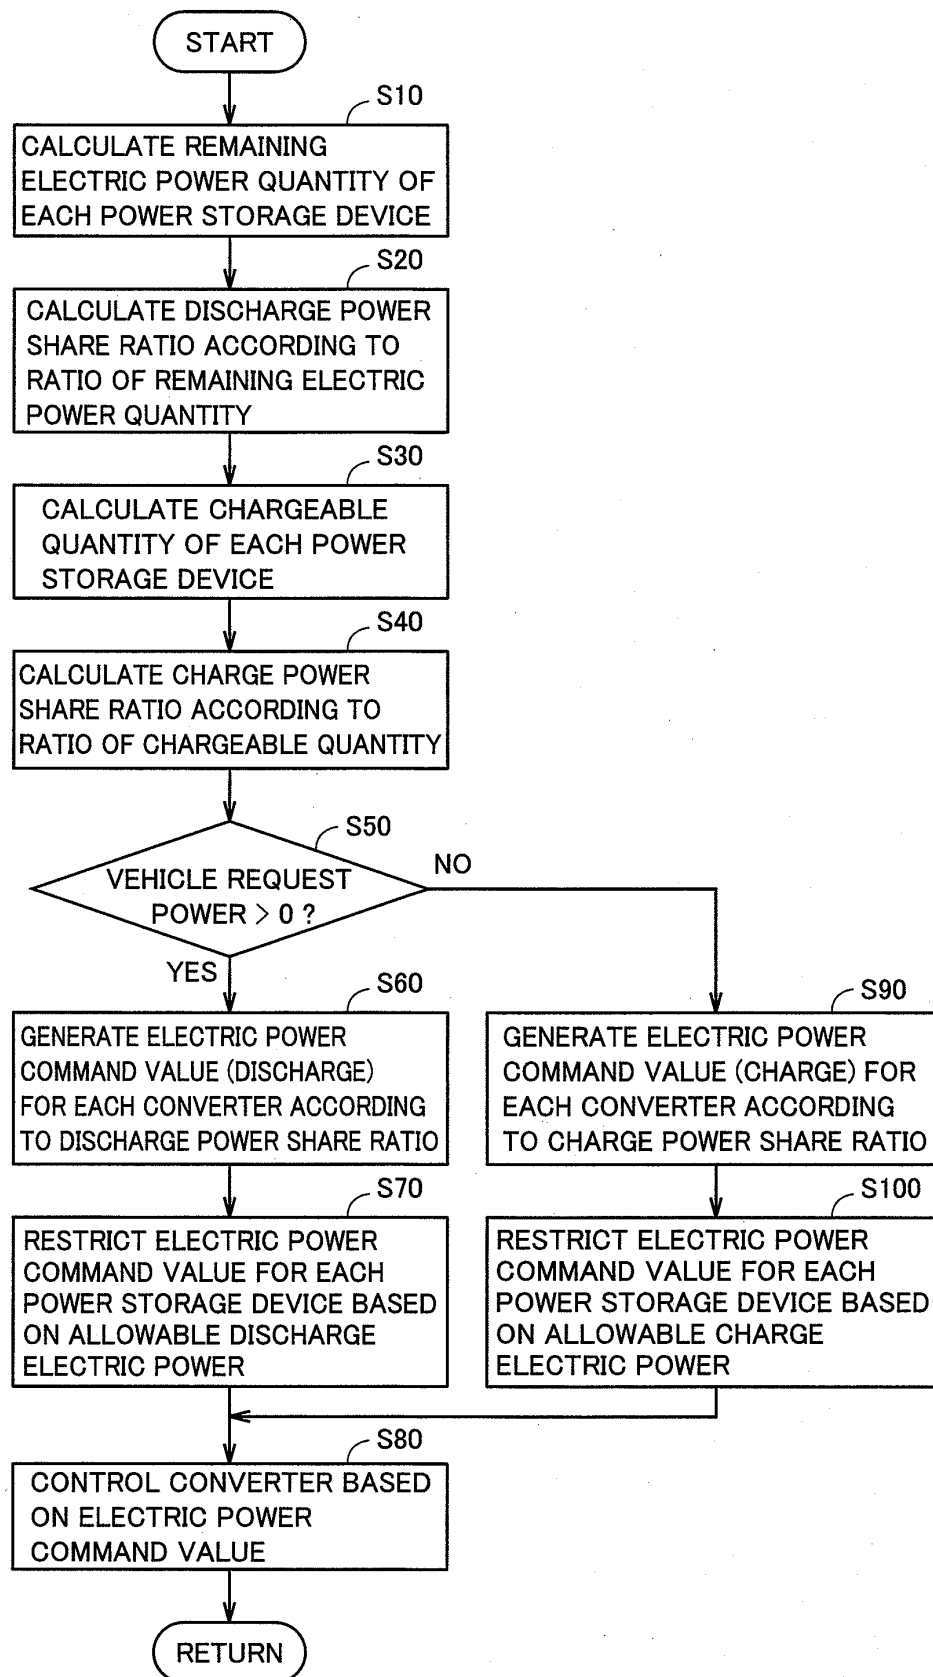 START
S10
CALCULATE REMAINING
ELECTRIC POWER QUANTITY OF
EACH POWER STORAGE DEVICE
S20
CALCULATE DISCHARGE POWER
SHARE RATIO ACCORDING TO
RATIO OF REMAINING ELECTRIC
POWER QUANTITY
S30
CALCULATE CHARGEABLE
QUANTITY OF EACH POWER
STORAGE DEVICE
S40
CALCULATE CHARGE POWER
SHARE RATIO ACCORDING TO
RATIO OF CHARGEABLE QUANTITY
S50
VEHICLE REQUEST
POWER > 0 ?
NO
YES
S60
GENERATE ELECTRIC POWER
COMMAND VALUE (DISCHARGE)
FOR EACH CONVERTER ACCORDING
TO DISCHARGE POWER SHARE RATIO
S90
GENERATE ELECTRIC POWER
COMMAND VALUE (CHARGE) FOR
EACH CONVERTER ACCORDING
TO CHARGE POWER SHARE RATIO
S70
RESTRICT ELECTRIC POWER
COMMAND VALUE FOR EACH
POWER STORAGE DEVICE BASED
ON ALLOWABLE DISCHARGE
ELECTRIC POWER
S100
RESTRICT ELECTRIC POWER
COMMAND VALUE FOR EACH
POWER STORAGE DEVICE BASED
ON ALLOWABLE CHARGE
ELECTRIC POWER
S80
CONTROL CONVERTER BASED
ON ELECTRIC POWER
COMMAND VALUE
RETURN